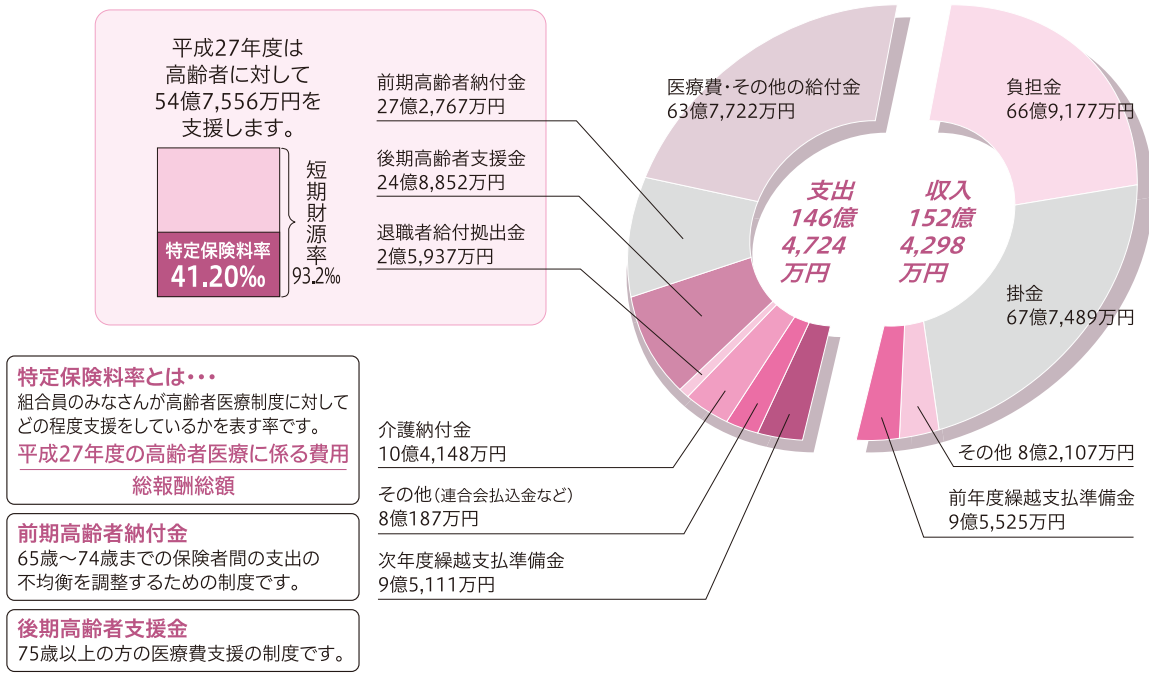 平成27年度は
高齢者に対して
54億7,556万円を
支援します。
特定保険料率
41.20‰
短期財源率
93.2‰
前期高齢者納付金
27億2,767万円
後期高齢者支援金
24億8,852万円
退職者給付拠出金
2億5,937万円
医療費・その他の給付金
63億7,722万円
負担金
66億9,177万円
支出
146億
4,724
万円
収入
152億
4,298
万円
掛金
67億7,489万円
特定保険料率とは・・・
組合員のみなさんが高齢者医療制度に対して
どの程度支援をしているかを表す率です。
平成27年度の高齢者医療に係る費用
総報酬総額
前期高齢者納付金
65歳～74歳までの保険者間の支出の
不均衡を調整するための制度です。
後期高齢者支援金
75歳以上の方の医療費支援の制度です。
介護納付金
10億4,148万円
その他（連合会払込金など）
8億187万円
次年度繰越支払準備金
9億5,111万円
その他 8億2,107万円
前年度繰越支払準備金
9億5,525万円